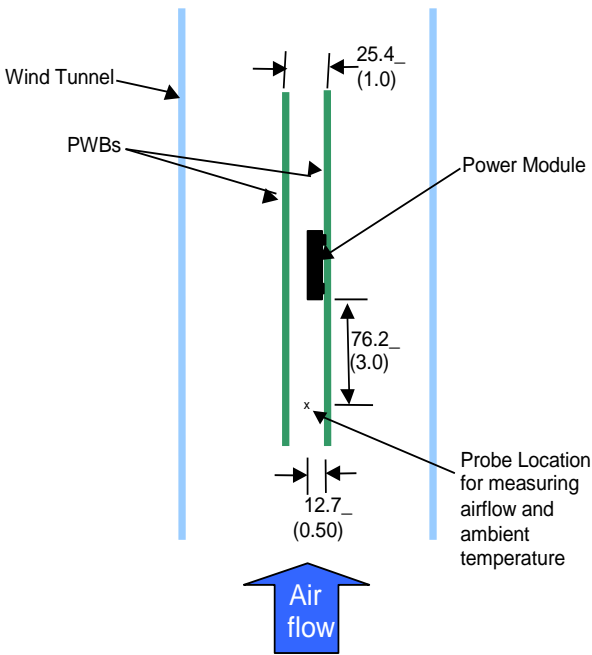 25.4_
(1.0)
Wind Tunnel
PWBs
Power Module
76.2_
(3.0)
x
Probe Location
for measuring
airflow and
ambient
temperature
12.7_
(0.50)
Air
flow